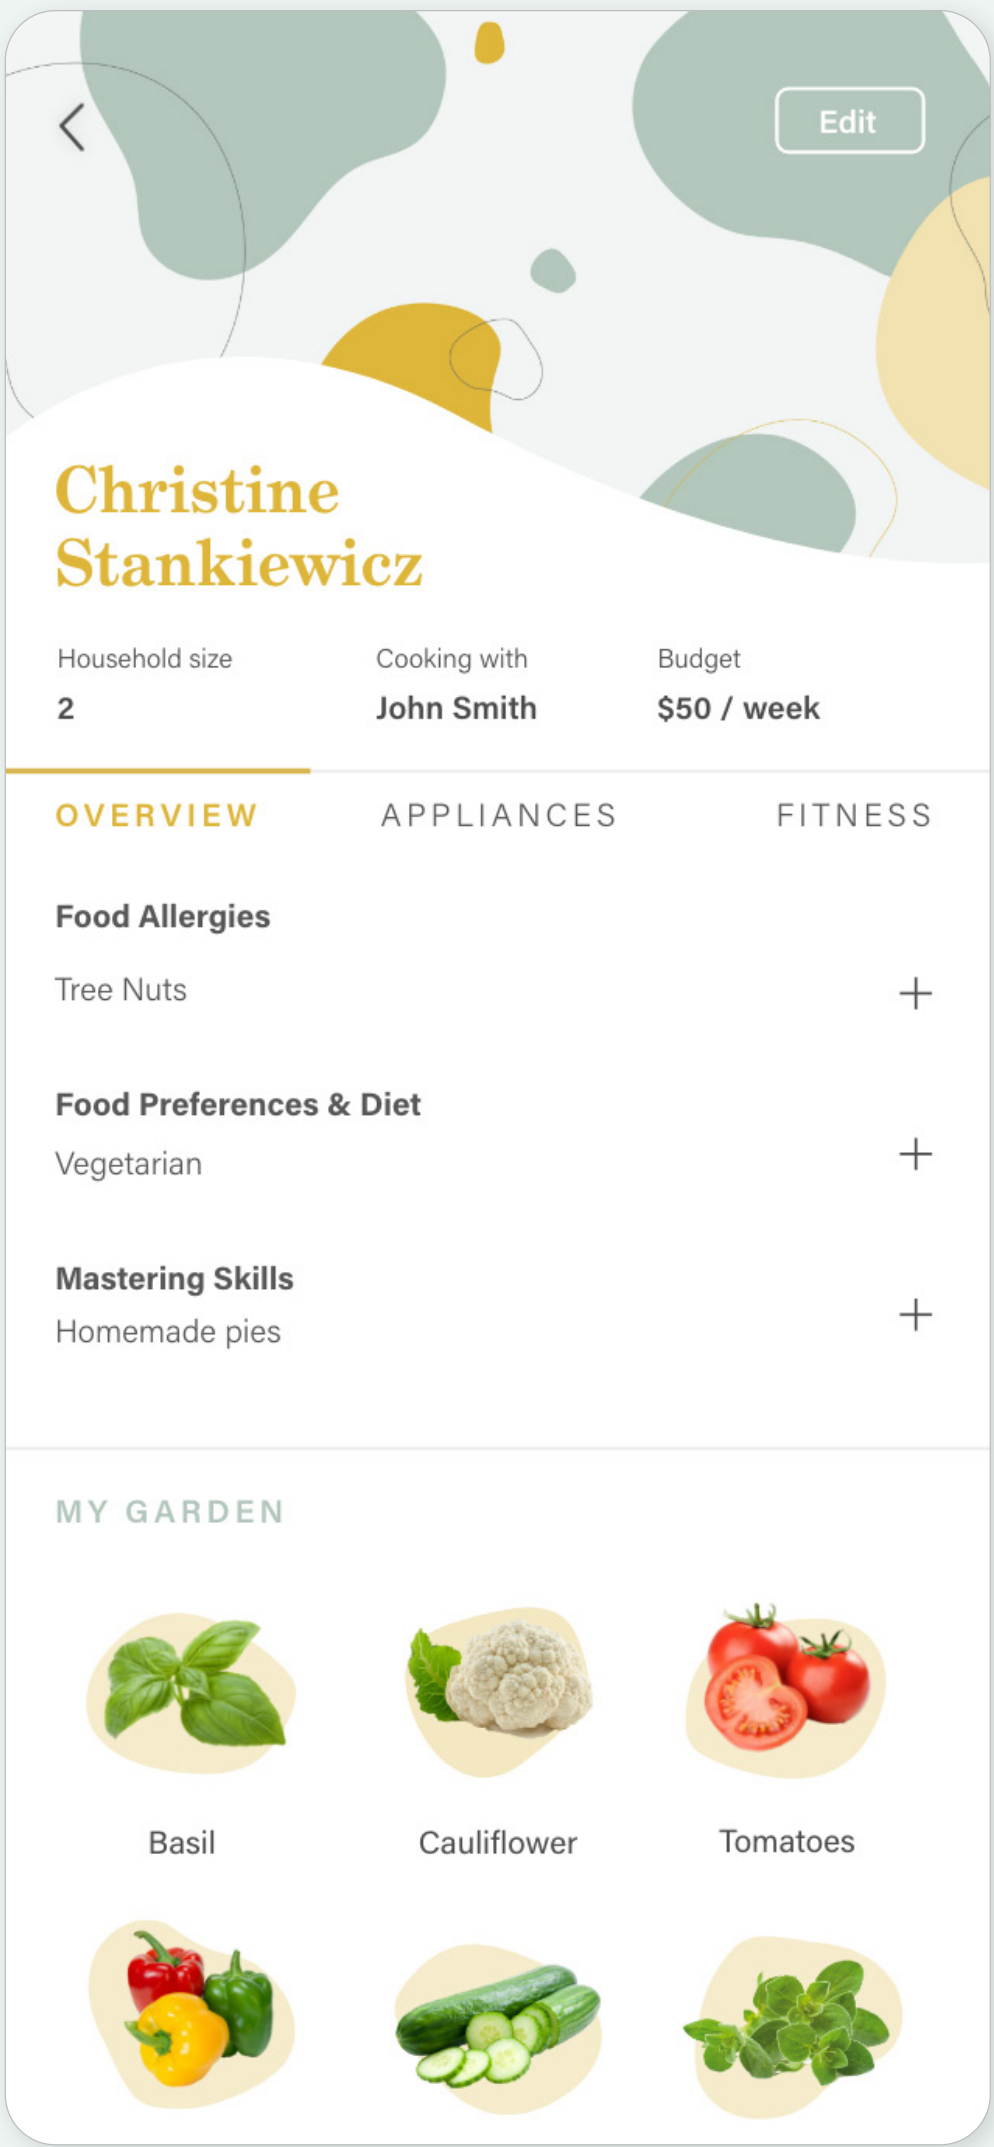 Edit
Christine
Stankiewicz
Household size
2
Cooking with
John Smith
Budget
$50 / week
OVERVIEW
APPLIANCES
FITNESS
Food Allergies
Tree Nuts
+
Food Preferences & Diet
Vegetarian
+
Mastering Skills
Homemade pies
+
MY GARDEN
Basil
Cauliflower
Tomatoes